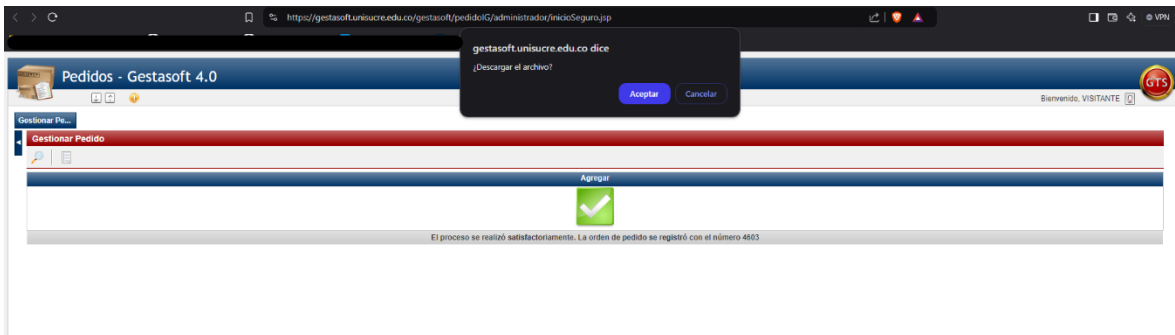 https://gestasoft.unisucre.edu.co/gestasoft/pedidoIG/administrador/inicioSeguro.jsp
VPN
gestasoft.unisucre.edu.co dice
¿Descargar el archivo?
Aceptar
Cancelar
Pedidos - Gestasoft 4.0
GTS
Bienvenido, VISITANTE
Gestionar Pe...
Gestionar Pedido
Agregar
El proceso se realizó satisfactoriamente. La orden de pedido se registró con el número 4603